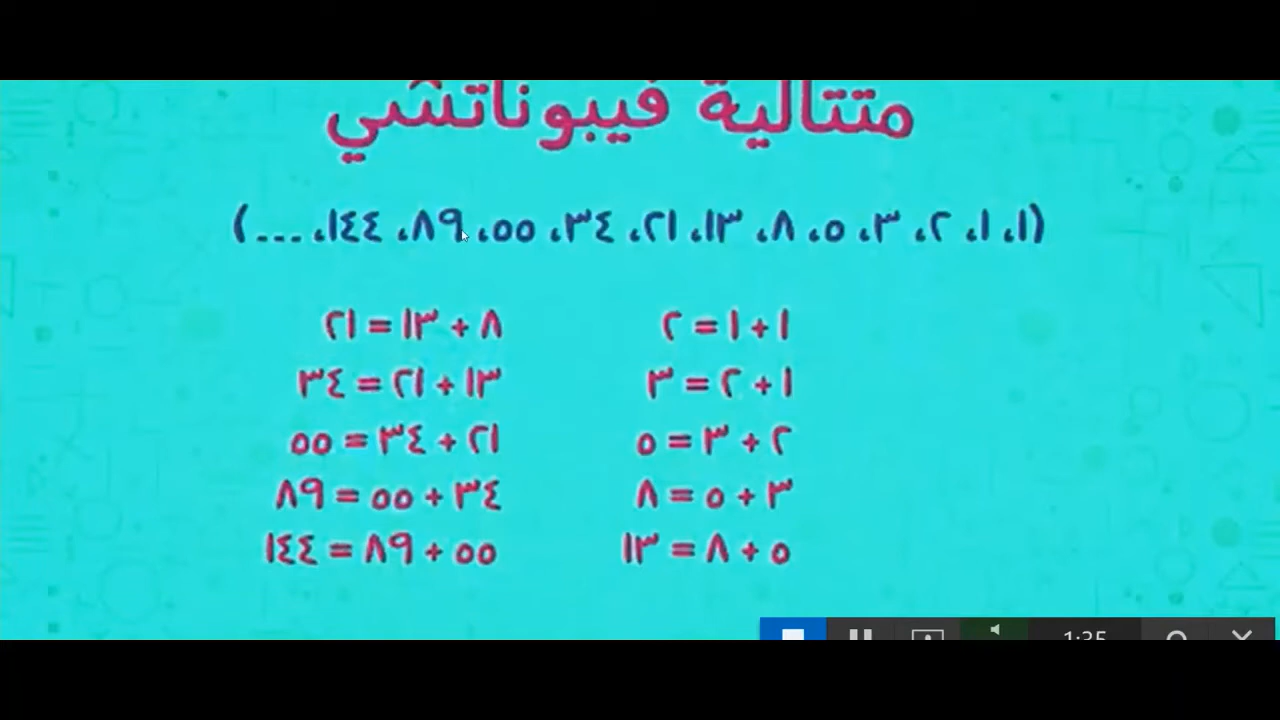 متتالية فيبوناتشي
(١، ١، ٢، ٣، ٥، ٨، ١٣، ٢١، ٣٤، ٥٥، ٨٩، ١٤٤، ...)
١ + ١ = ٢
١ + ٢ = ٣
٢ + ٣ = ٥
٣ + ٥ = ٨
٥ + ٨ = ١٣
٨ + ١٣ = ٢١
١٣ + ٢١ = ٣٤
٢١ + ٣٤ = ٥٥
٣٤ + ٥٥ = ٨٩
٥٥ + ٨٩ = ١٤٤
1:35